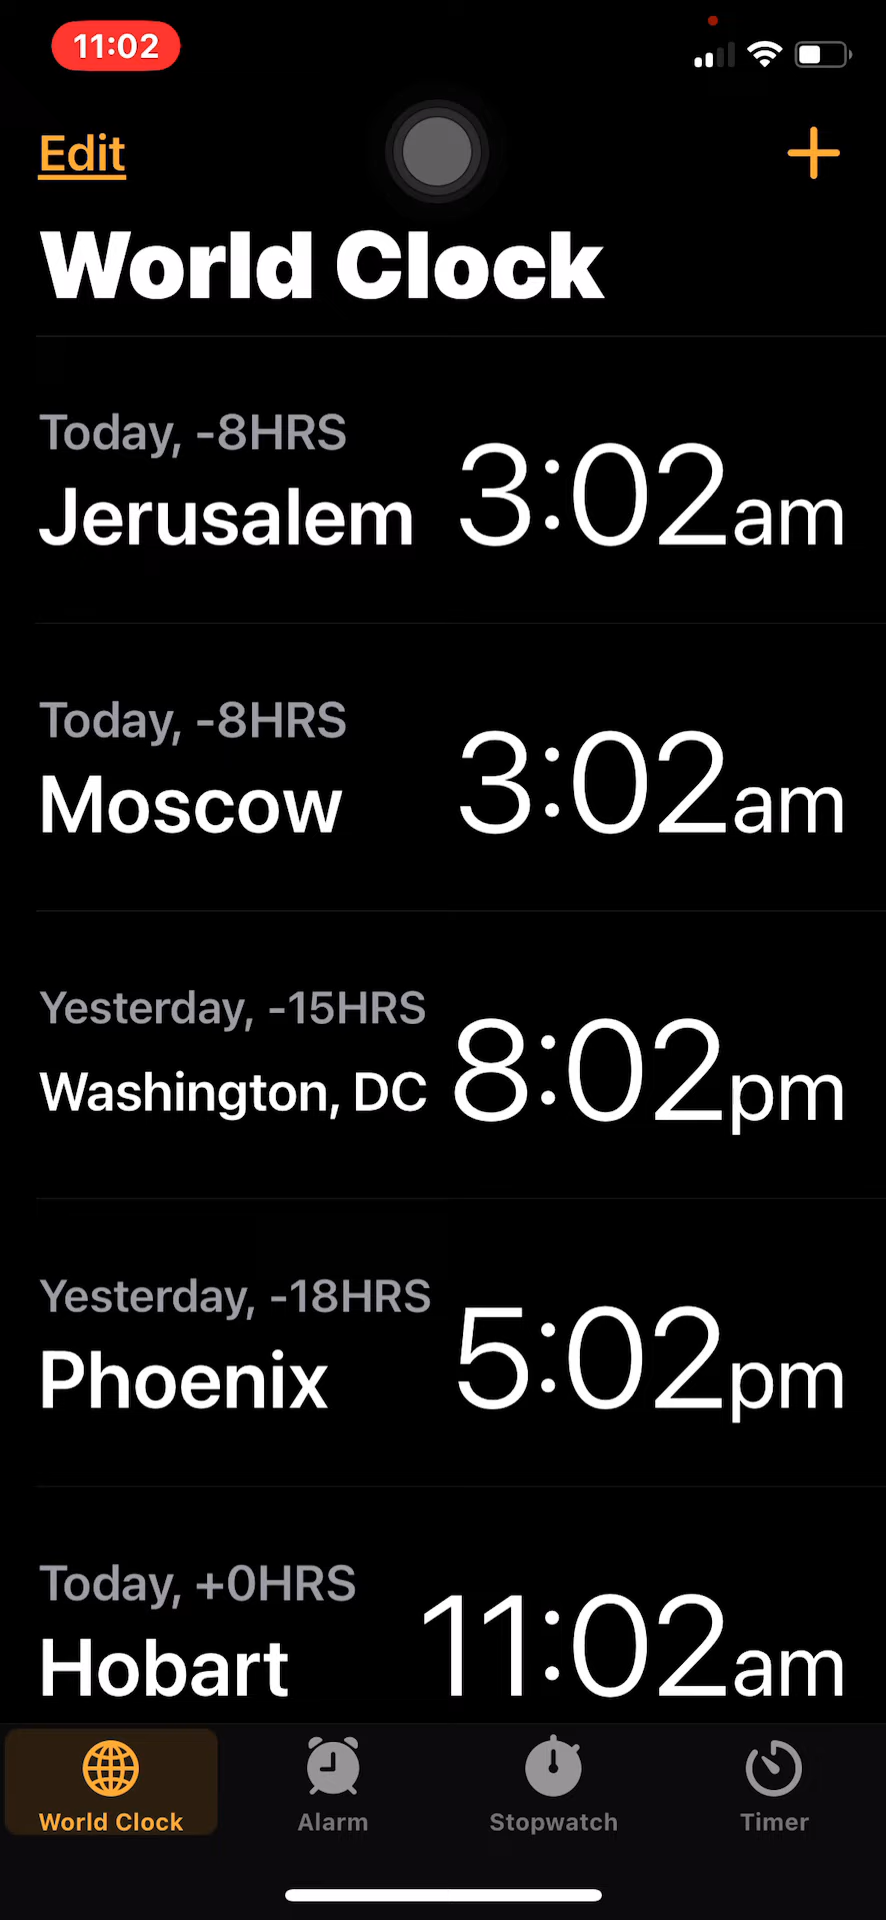 11:02
Edit
World Clock
Today, -8HRS
Jerusalem 3:02am
Today, -8HRS
Moscow 3:02am
Yesterday, -15HRS
Washington, DC 8:02pm
Yesterday, -18HRS
Phoenix 5:02pm
Today, +0HRS
Hobart 11:02am
World Clock Alarm Stopwatch Timer